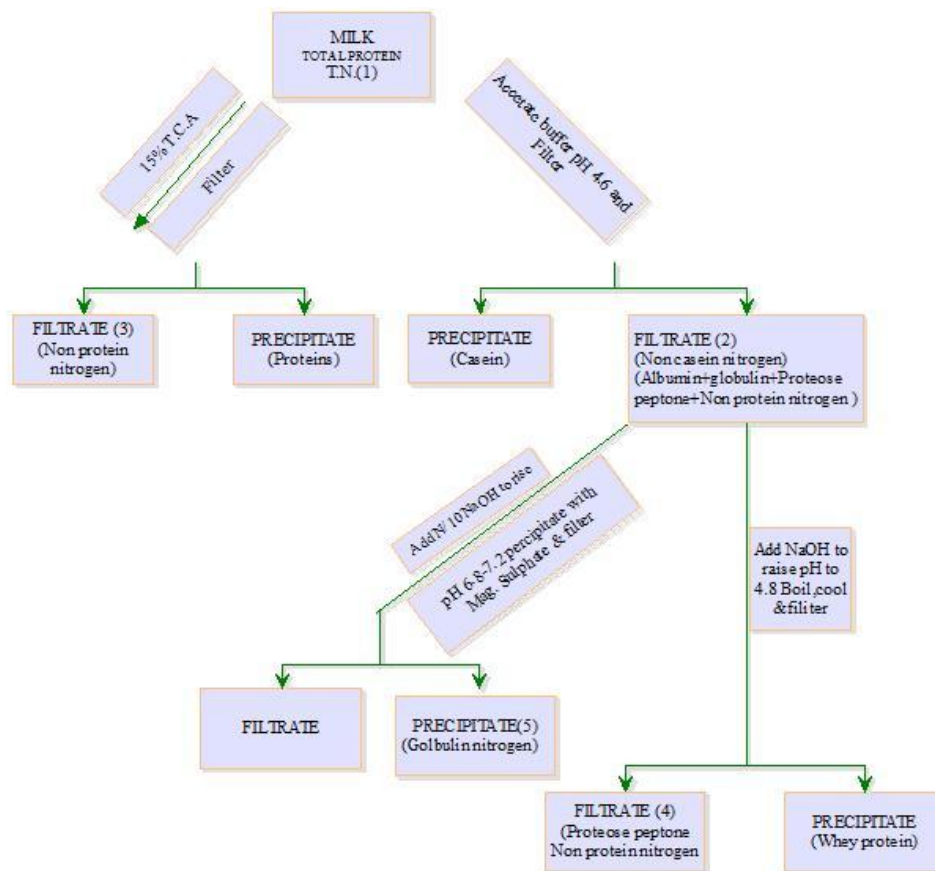 MILK
TOTAL PROTEIN
T.N.(1)
15% T.C.A
Filter
Accetate buffer pH 4.6 and
Filter
FILTRATE (3)
(Non protein
nitrogen)
PRECIPITATE
(Proteins)
PRECIPITATE
(Casein)
FILTRATE (2)
(Non casein nitrogen)
(Albumin+globulin+Proteose
peptone+Non protein nitrogen )
Add N/10 NaOH to rise
pH 6-8-7.2 percipitrate with
Mag. Sulphate & filter
Add NaOH to
raise pH to
4.8 Boil,cool
&filiter
FILTRATE
PRECIPITATE(5)
(Golbulin nitrogen)
FILTRATE (4)
(Proteose peptone
Non protein nitrogen
PRECIPITATE
(Whey protein)